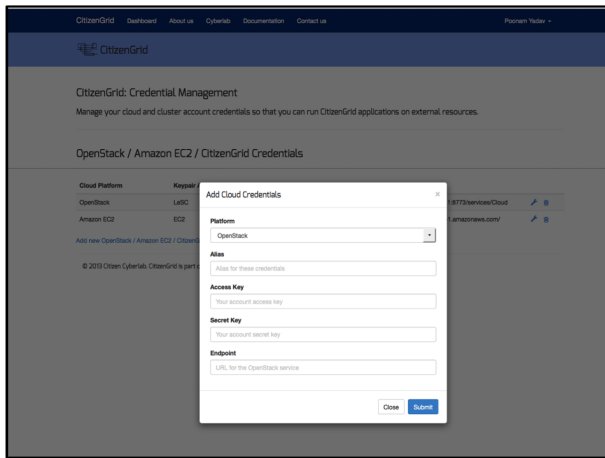 CitizenGrid Dashboard About us Cyberlab Documentation Contact us Poonam Yadav
CitizenGrid
CitizenGrid: Credential Management
Manage your cloud and cluster account credentials so that you can run CitizenGrid applications on external resources.
OpenStack / Amazon EC2 / CitizenGrid Credentials
Cloud Platform Keypair A
OpenStack LeSC 1:8773/services/Cloud
Amazon EC2 EC2 1.amazonaws.com/
Add new OpenStack / Amazon EC2 / CitizenG
© 2013 Citizen Cyberlab. CitizenGrid is part o
Add Cloud Credentials ×
Platform
OpenStack
Alias
Alias for these credentials
Access Key
Your account access key
Secret Key
Your account secret key
Endpoint
URL for the OpenStack service
Close Submit